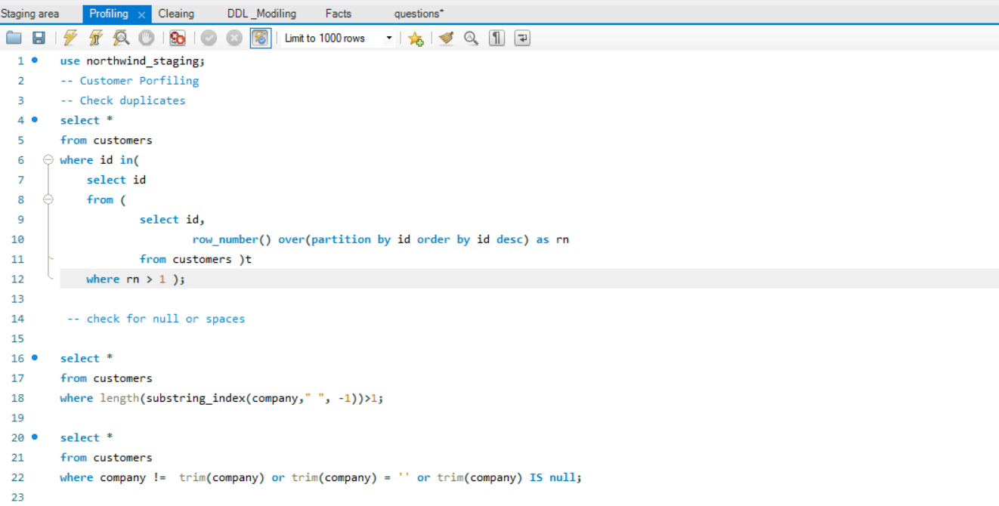 Staging area Profiling × Cleaing DDL_Modiling Facts questions*
Limit to 1000 rows
1 use northwind_staging;
2 -- Customer Porfiling
3 -- Check duplicates
4 select *
5 from customers
6 where id in(
7 select id
8 from (
9 select id,
10 row_number() over(partition by id order by id desc) as rn
11 from customers )t
12 where rn > 1 );
13
14 -- check for null or spaces
15
16 select *
17 from customers
18 where length(substring_index(company," ", -1))>1;
19
20 select *
21 from customers
22 where company != trim(company) or trim(company) = '' or trim(company) IS null;
23